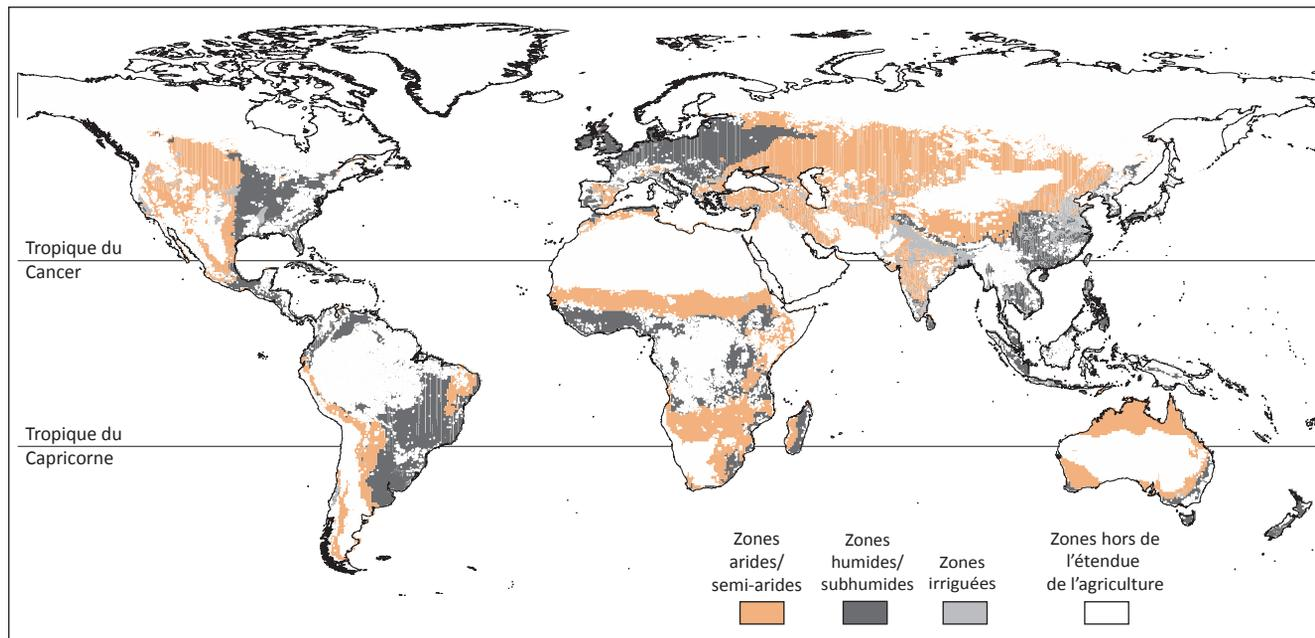 Tropique du
Cancer
Tropique du
Capricorne
Zones
arides/
semi-arides
Zones
humides/
subhumides
Zones
irriguées
Zones hors de
l’étendue
de l’agriculture